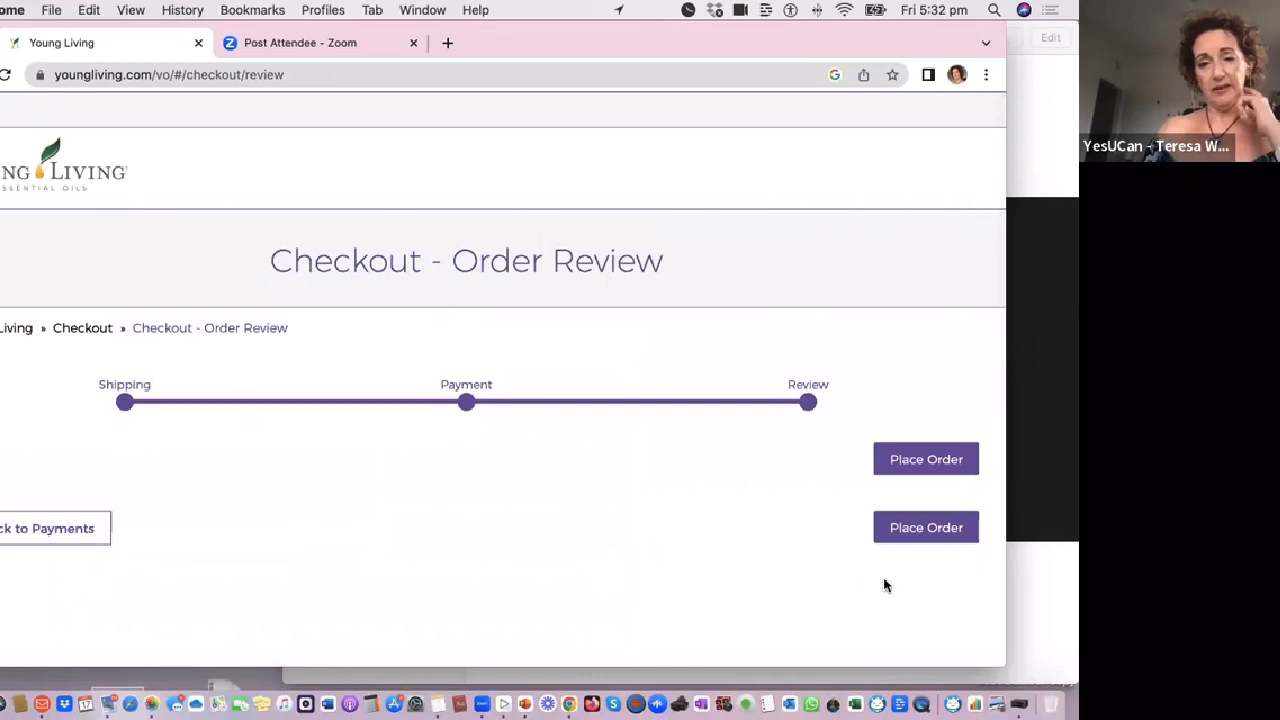 ome File Edit View History Bookmarks Profiles Tab Window Help Fri 5:32 pm
Young Living
Post Attendee - Zoom
Edit
youngliving.com/vo/#/checkout/review
NG LIVING
ESSENTIAL OILS
YesUCan - Teresa W...
Checkout - Order Review
Living » Checkout » Checkout - Order Review
Shipping Payment Review
Place Order
ck to Payments
Place Order